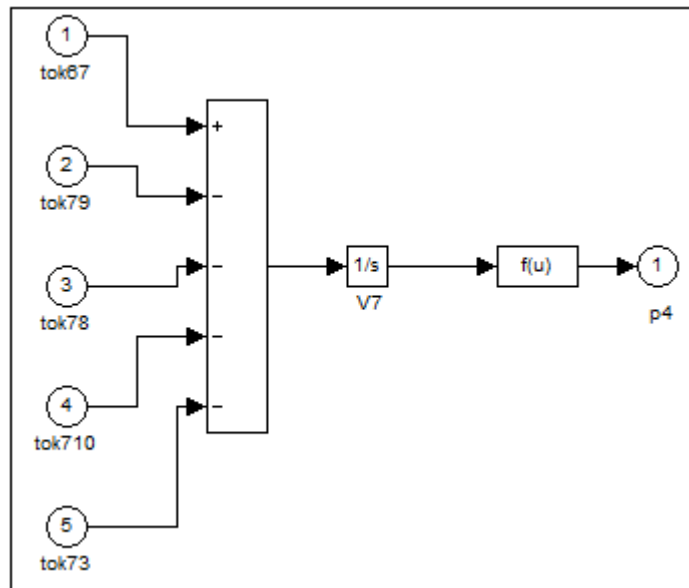 1
tok67
+
2
tok79
−
3
tok78
−
1/s
V7
f(u)
1
p4
4
tok710
−
5
tok73
−